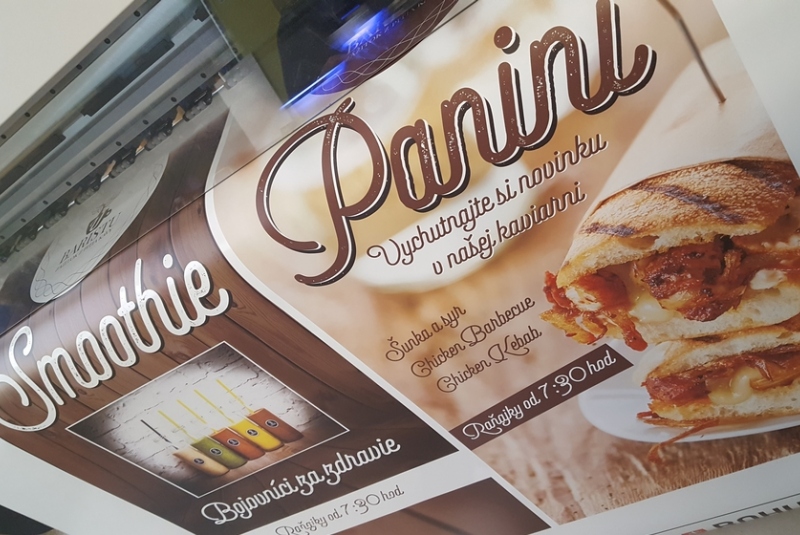 Panini
Vychutnajte si novinku
v našej kaviarni
Šunka a syr
Chicken Barbecue
Chicken Kebab
Raňajky od 7:30 hod
BARISTU
Smoothie
Bojovníci za zdravie
Raňajky od 7:30 hod